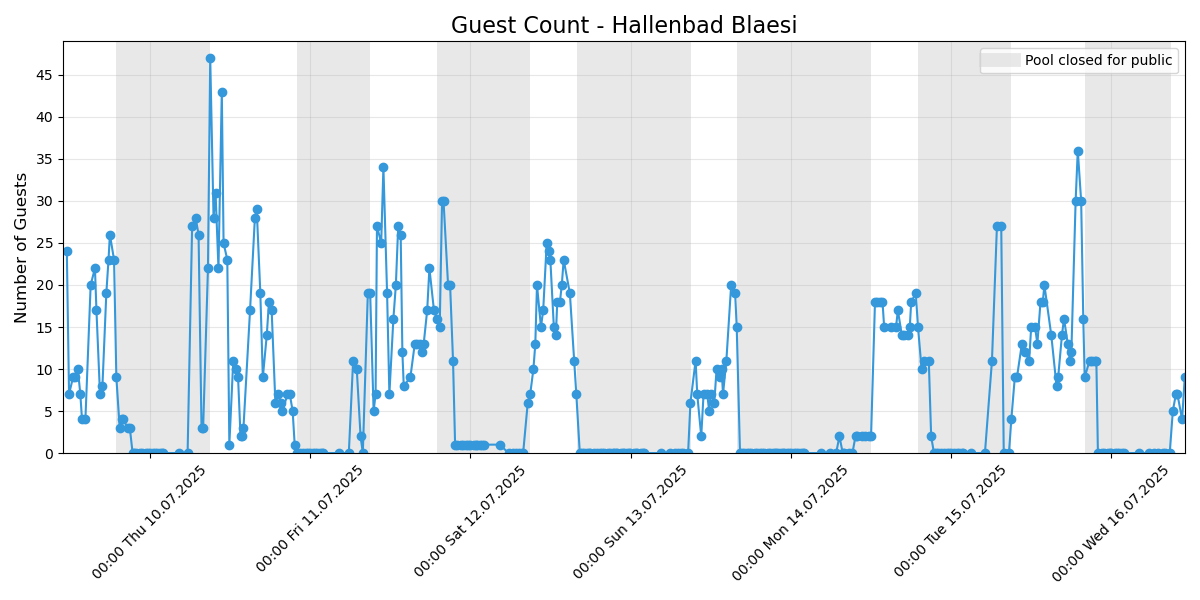 Guest Count - Hallenbad Blaesi
Pool closed for public
Number of Guests
45
40
35
30
25
20
15
10
5
0
00:00 Thu 10.07.2025
00:00 Fri 11.07.2025
00:00 Sat 12.07.2025
00:00 Sun 13.07.2025
00:00 Mon 14.07.2025
00:00 Tue 15.07.2025
00:00 Wed 16.07.2025